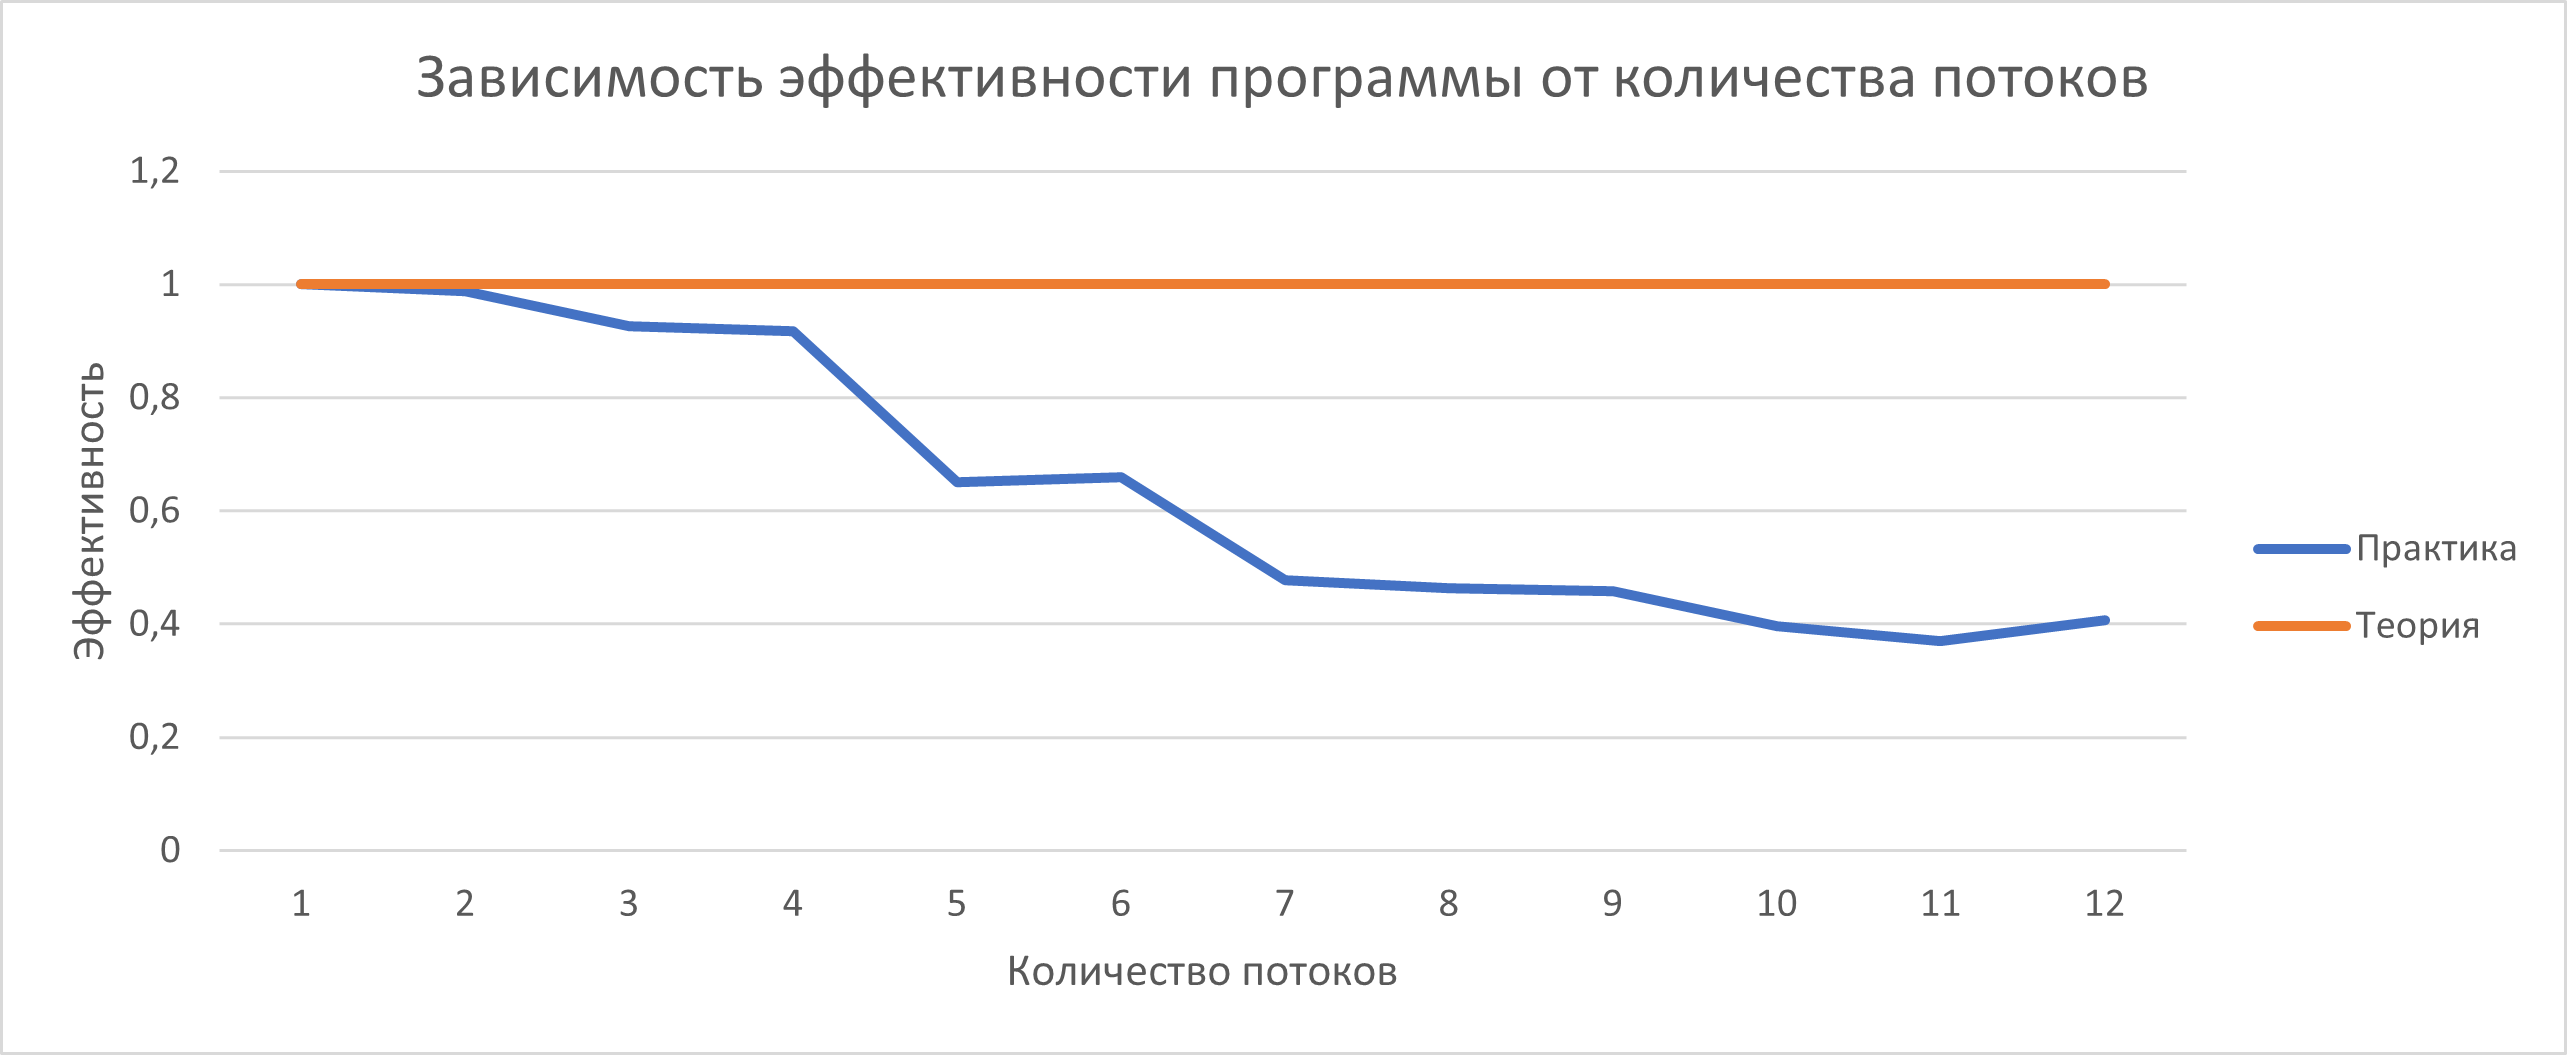 Зависимость эффективности программы от количества потоков
1,2
1
0,8
0,6
0,4
0,2
0
Эффективность
1 2 3 4 5 6 7 8 9 10 11 12
Количество потоков
Практика
Теория